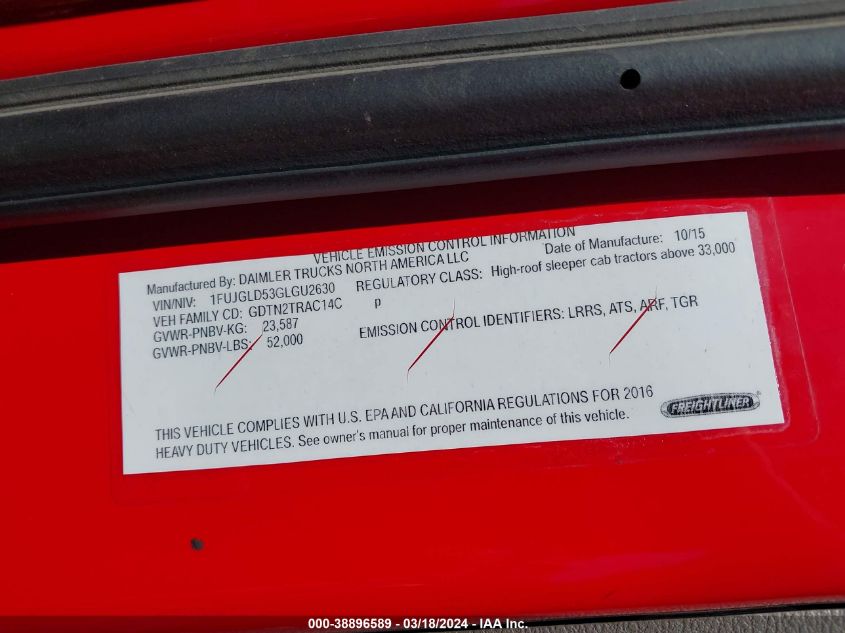 VEHICLE EMISSION CONTROL INFORMATION
Manufactured By: DAIMLER TRUCKS NORTH AMERICA LLC
Date of Manufacture: 10/15
VIN/NIV: 1FUJGLD53GLGU2630
REGULATORY CLASS: High-roof sleeper cab tractors above 33,000
VEH FAMILY CD: GDTN2TRAC14C
p
GVWR-PNBV-KG: 23,587
EMISSION CONTROL IDENTIFIERS: LRRS, ATS, ARF, TGR
GVWR-PNBV-LBS: 52,000
THIS VEHICLE COMPLIES WITH U.S. EPA AND CALIFORNIA REGULATIONS FOR 2016
HEAVY DUTY VEHICLES. See owner's manual for proper maintenance of this vehicle.
FREIGHTLINER
000-38896589 - 03/18/2024 - IAA Inc.